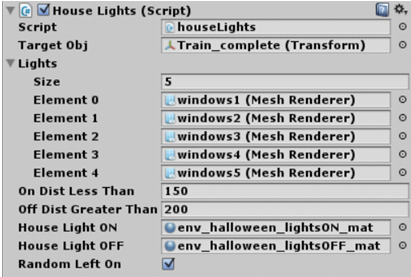 House Lights (Script)
Script houseLights
Target Obj Train_complete (Transform)
Lights
Size 5
Element 0 windows1 (Mesh Renderer)
Element 1 windows2 (Mesh Renderer)
Element 2 windows3 (Mesh Renderer)
Element 3 windows4 (Mesh Renderer)
Element 4 windows5 (Mesh Renderer)
On Dist Less Than 150
Off Dist Greater Than 200
House Light ON env_halloween_lightsON_mat
House Light OFF env_halloween_lightsOFF_mat
Random Left On